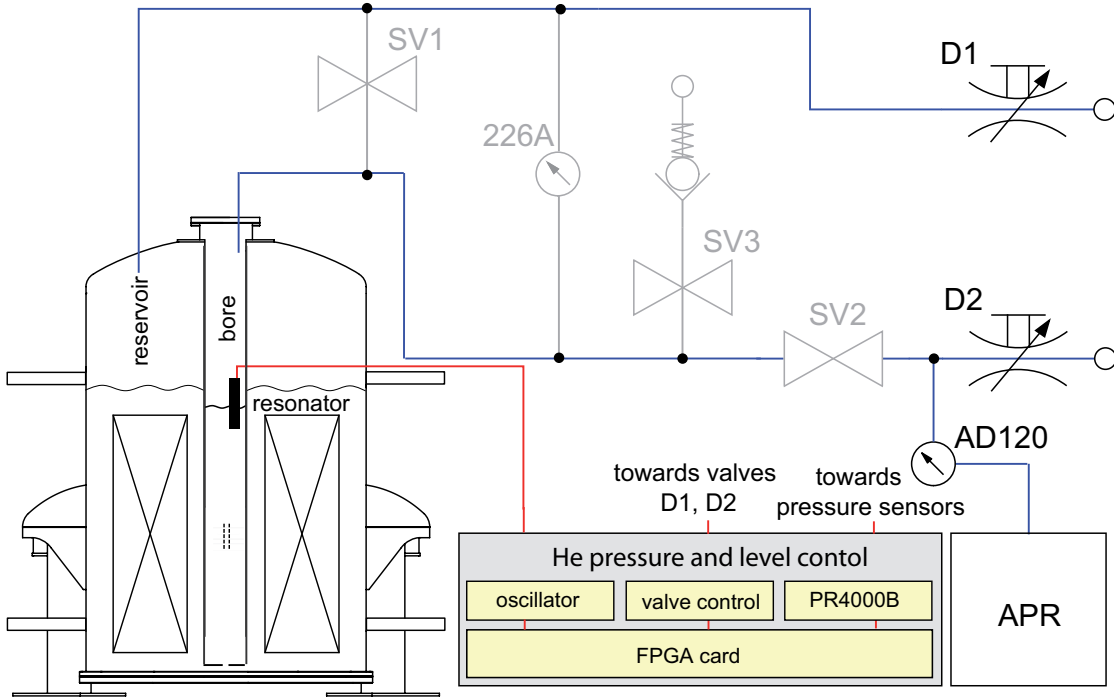 SV1
D1
226A
SV3
D2
SV2
reservoir
bore
resonator
AD120
towards valves
D1, D2
towards
pressure sensors
He pressure and level contol
oscillator
valve control
PR4000B
FPGA card
APR